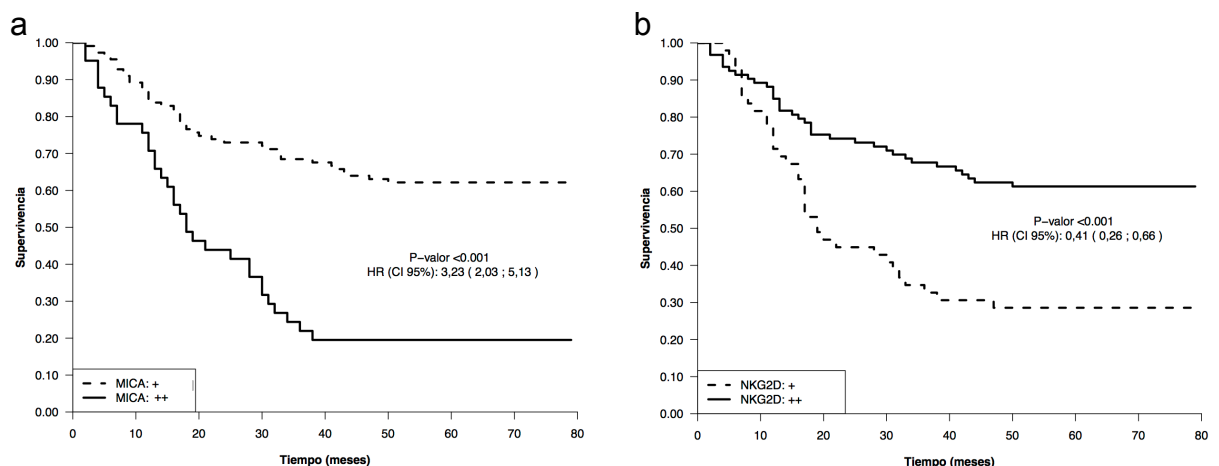 a
1.00
0.90
0.80
0.70
0.60
0.50
0.40
0.30
0.20
0.10
0.00
Supervivencia
P−valor <0.001
HR (CI 95%): 3,23 ( 2,03 ; 5,13 )
MICA: +
MICA: ++
0 10 20 30 40 50 60 70 80
Tiempo (meses)
b
1.00
0.90
0.80
0.70
0.60
0.50
0.40
0.30
0.20
0.10
0.00
Supervivencia
P−valor <0.001
HR (CI 95%): 0,41 ( 0,26 ; 0,66 )
NKG2D: +
NKG2D: ++
0 10 20 30 40 50 60 70 80
Tiempo (meses)